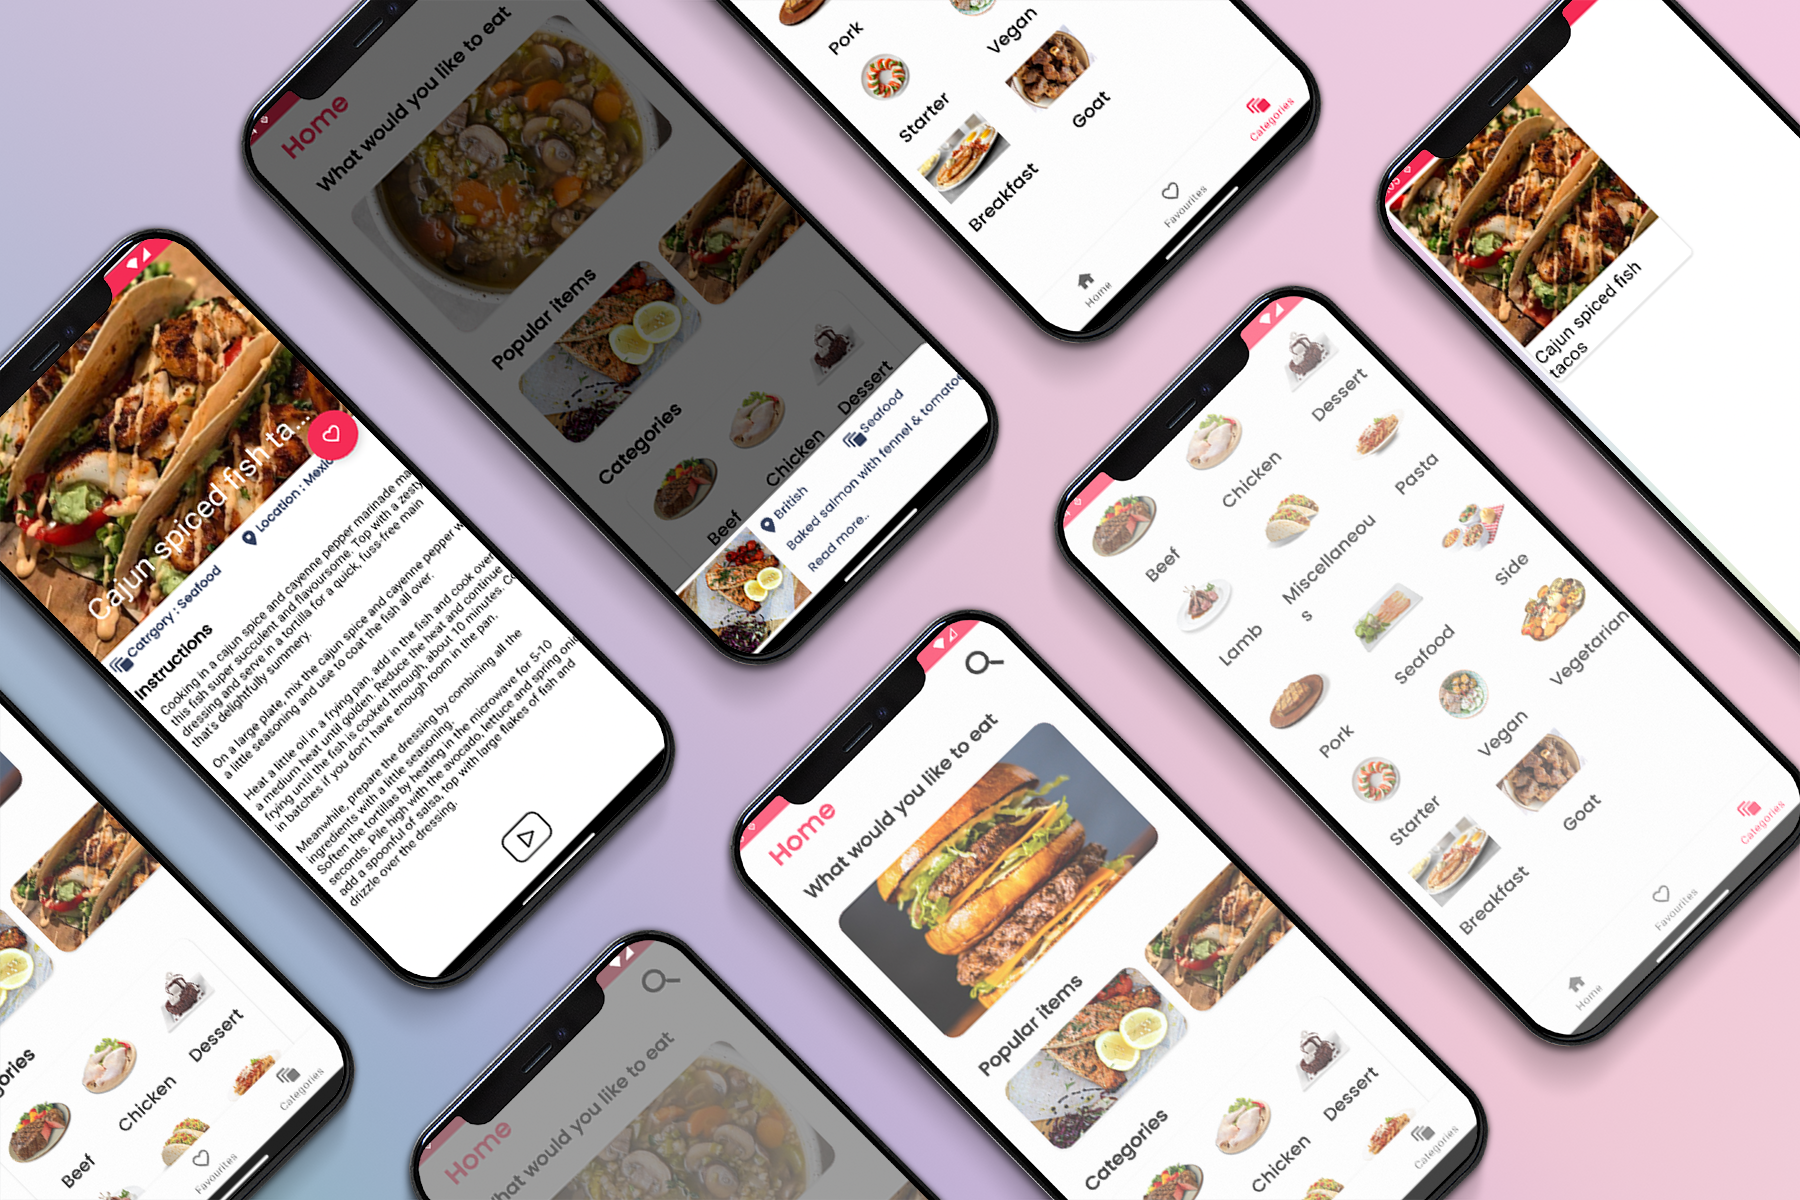 Home
What would you like to eat
Popular items
Categories
Beef
Chicken
Dessert
British
Seafood
Baked salmon with fennel & tomatoe
Read more..
Pork
Vegan
Starter
Goat
Breakfast
Home
Favourites
Categories
Cajun spiced fish
tacos
Cajun spiced fish ta...
Catrgory : Seafood
Location : Mexic
Instructions
Cooking in a cajun spice and cayenne pepper marinade ma
this fish super succulent and flavoursome. Top with a zesty
dressing and serve in a tortilla for a quick, fuss-free main
that's delightfully summery.
On a large plate, mix the cajun spice and cayenne pepper w
a little seasoning and use to coat the fish all over.
Heat a little oil in a frying pan, add in the fish and cook over
a medium heat until golden. Reduce the heat and continue
frying until the fish is cooked through, about 10 minutes. Co
in batches if you don't have enough room in the pan.
Meanwhile, prepare the dressing by combining all the
ingredients with a little seasoning.
Soften the tortillas by heating in the microwave for 5-10
seconds. Pile high with the avocado, lettuce and spring onio
add a spoonful of salsa, top with large flakes of fish and
drizzle over the dressing.
Beef
Chicken
Dessert
Lamb
Miscellaneou
s
Pasta
Pork
Seafood
Side
Starter
Vegan
Vegetarian
Breakfast
Goat
Home
Favourites
Categories
Home
What would you like to eat
Popular items
Categories
Chicken
Dessert
Categories
gories
Beef
Chicken
Dessert
Favourites
Categories
Home
hat would you like to eat